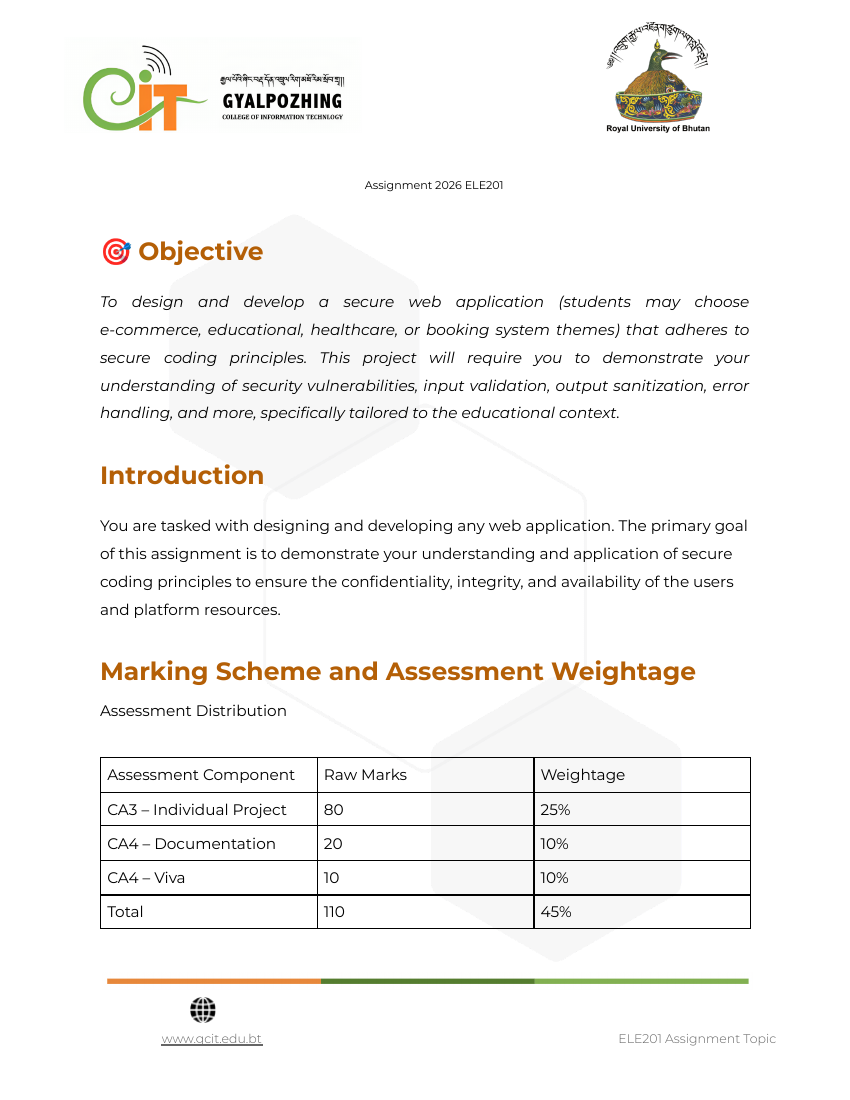 CiT
GYALPOZHING
COLLEGE OF INFORMATION TECHNLOGY
Royal University of Bhutan
Assignment 2026 ELE201
🎯 Objective
To design and develop a secure web application (students may choose
e-commerce, educational, healthcare, or booking system themes) that adheres to
secure coding principles. This project will require you to demonstrate your
understanding of security vulnerabilities, input validation, output sanitization, error
handling, and more, specifically tailored to the educational context.
Introduction
You are tasked with designing and developing any web application. The primary goal
of this assignment is to demonstrate your understanding and application of secure
coding principles to ensure the confidentiality, integrity, and availability of the users
and platform resources.
Marking Scheme and Assessment Weightage
Assessment Distribution
Assessment Component Raw Marks Weightage
CA3 – Individual Project 80 25%
CA4 – Documentation 20 10%
CA4 – Viva 10 10%
Total 110 45%
www.gcit.edu.bt ELE201 Assignment Topic